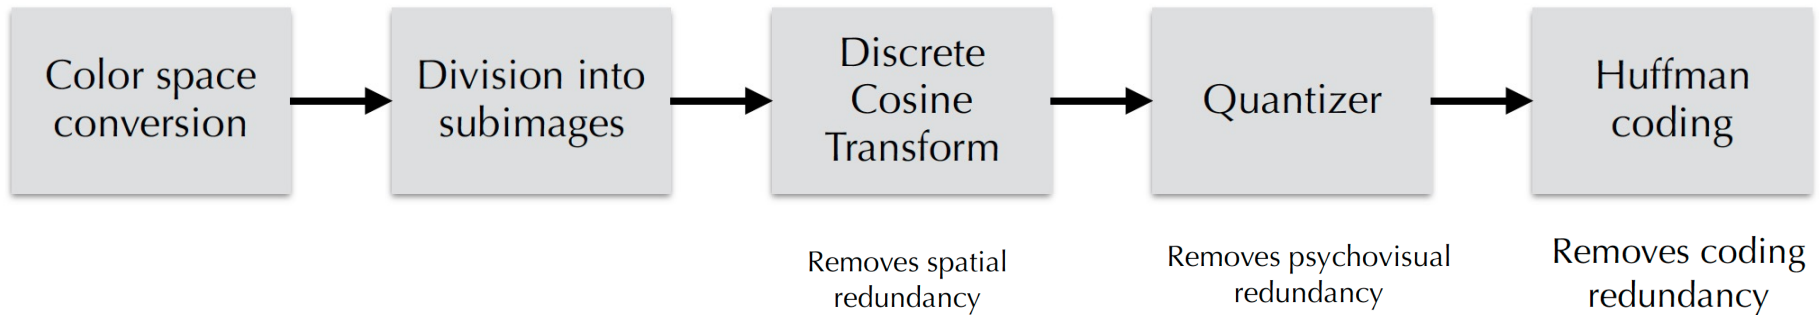 Color space
conversion
Division into
subimages
Discrete
Cosine
Transform
Quantizer
Huffman
coding
Removes spatial
redundancy
Removes psychovisual
redundancy
Removes coding
redundancy